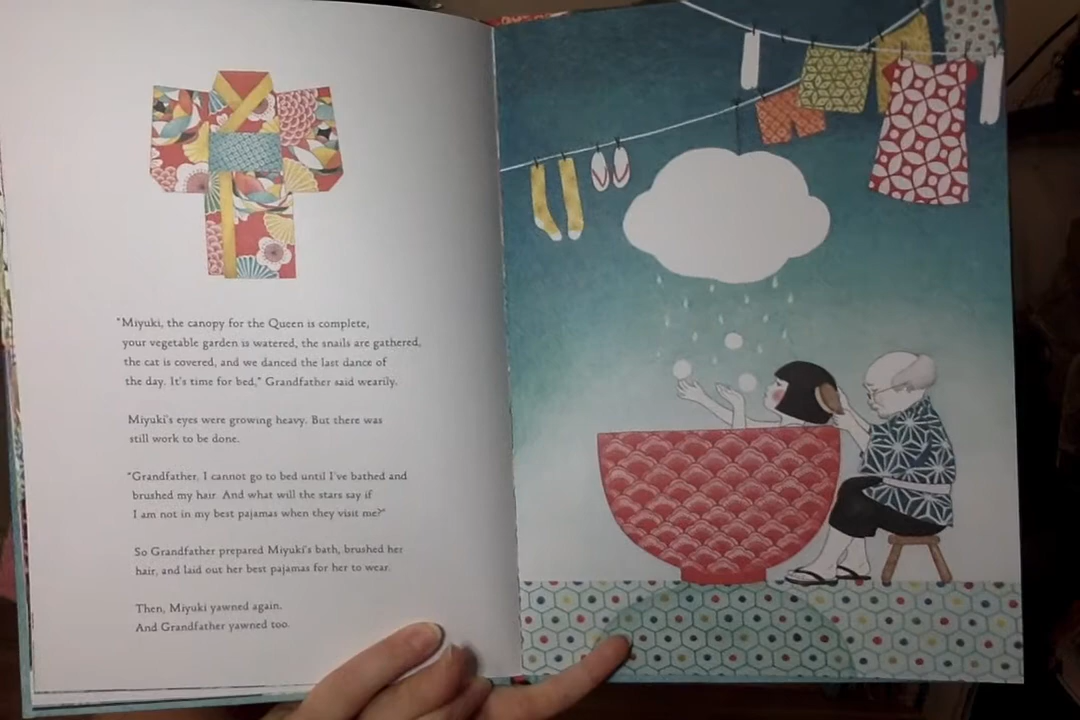 "Miyuki, the canopy for the Queen is complete,
your vegetable garden is watered, the snails are gathered,
the cat is covered, and we danced the last dance of
the day. It's time for bed," Grandfather said wearily.
Miyuki's eyes were growing heavy. But there was
still work to be done.
"Grandfather, I cannot go to bed until I've bathed and
brushed my hair. And what will the stars say if
I am not in my best pajamas when they visit me?"
So Grandfather prepared Miyuki's bath, brushed her
hair, and laid out her best pajamas for her to wear.
Then, Miyuki yawned again.
And Grandfather yawned too.